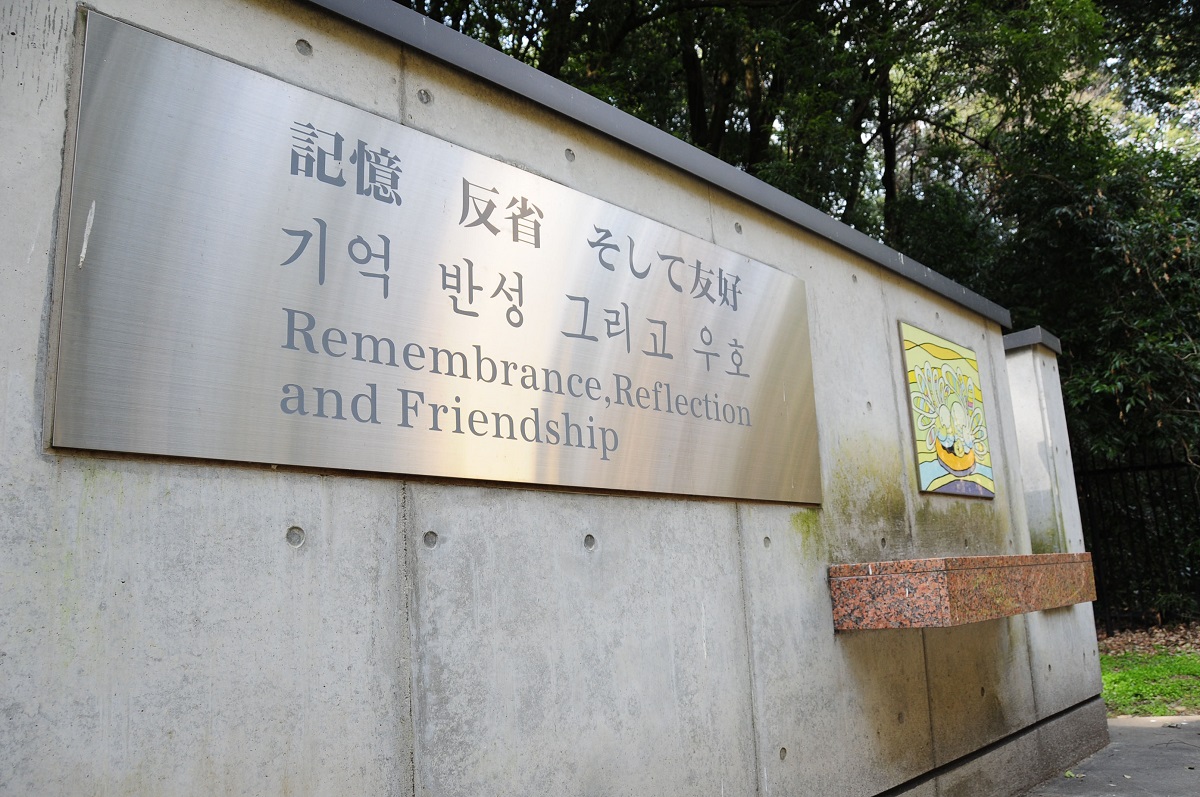 記憶 反省 そして友好
기억 반성 그리고 우호
Remembrance,Reflection
and Friendship